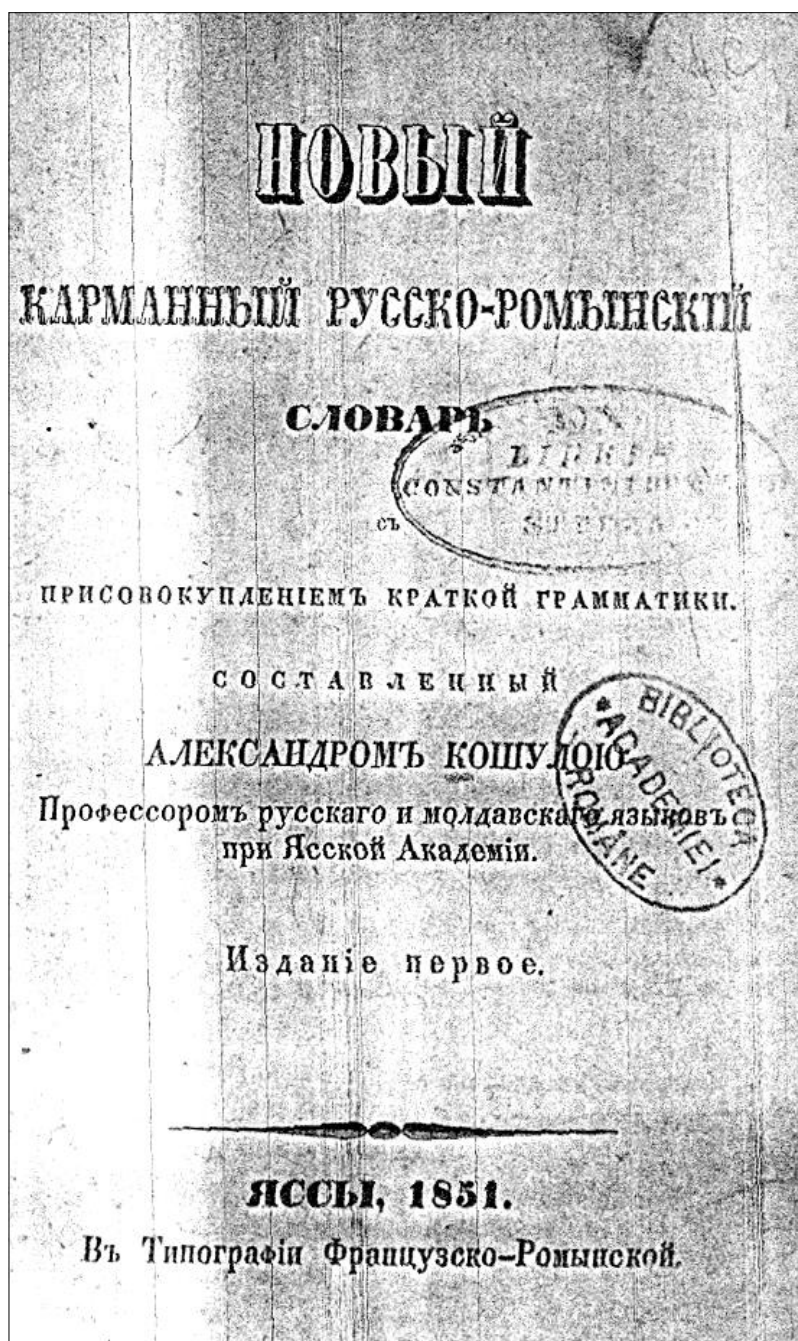 НОВЫЙ
КАРМАННЫЙ РУССКО-РОМЫНСКІЙ
СЛОВАРЬ
съ
ПРИСОВОКУПЛЕНІЕМЪ КРАТКОЙ ГРАММАТИКИ.
СОСТАВЛЕННЫЙ
АЛЕКСАНДРОМЪ КОШУЛОЮ
Профессоромъ русскаго и молдавскаго языковъ
при Ясской Академіи.
BIBLIOTECA
*ACADEMIEI*
ROMÂNE
Изданіе первое.
ЯССЫ, 1851.
Въ Типографіи Французско-Ромынской.